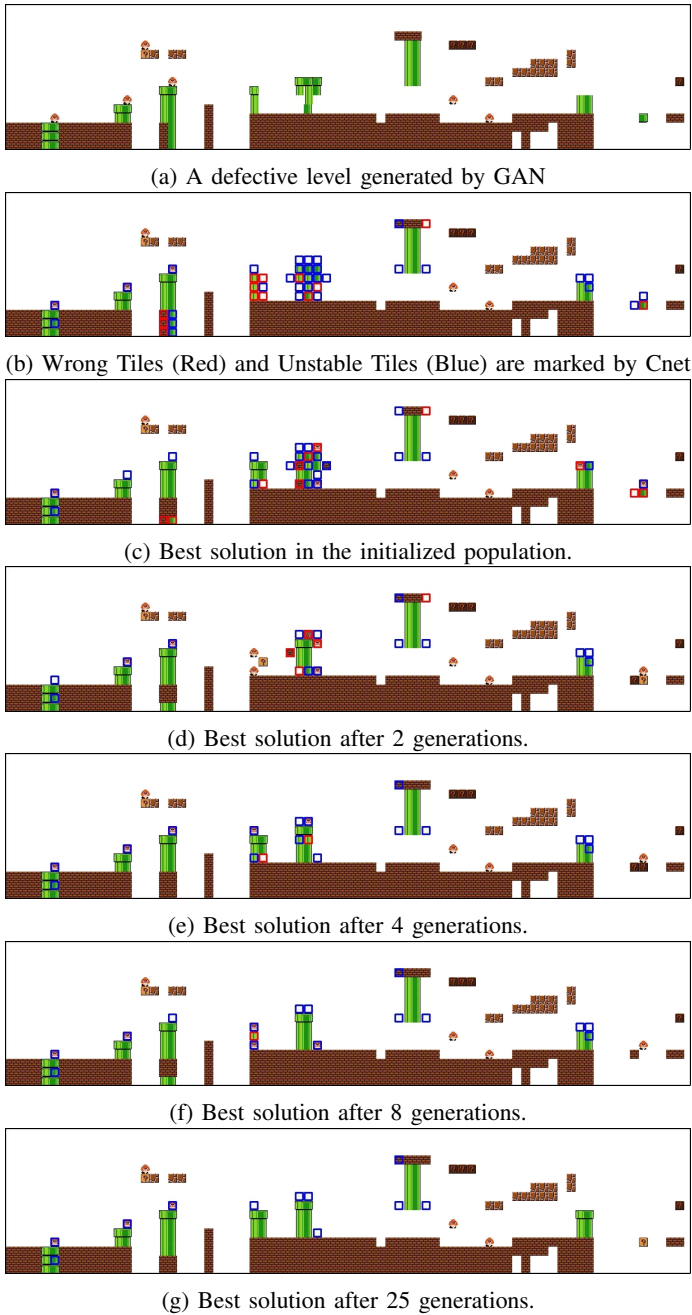 (a) A defective level generated by GAN
(b) Wrong Tiles (Red) and Unstable Tiles (Blue) are marked by Cnet
(c) Best solution in the initialized population.
(d) Best solution after 2 generations.
(e) Best solution after 4 generations.
(f) Best solution after 8 generations.
(g) Best solution after 25 generations.